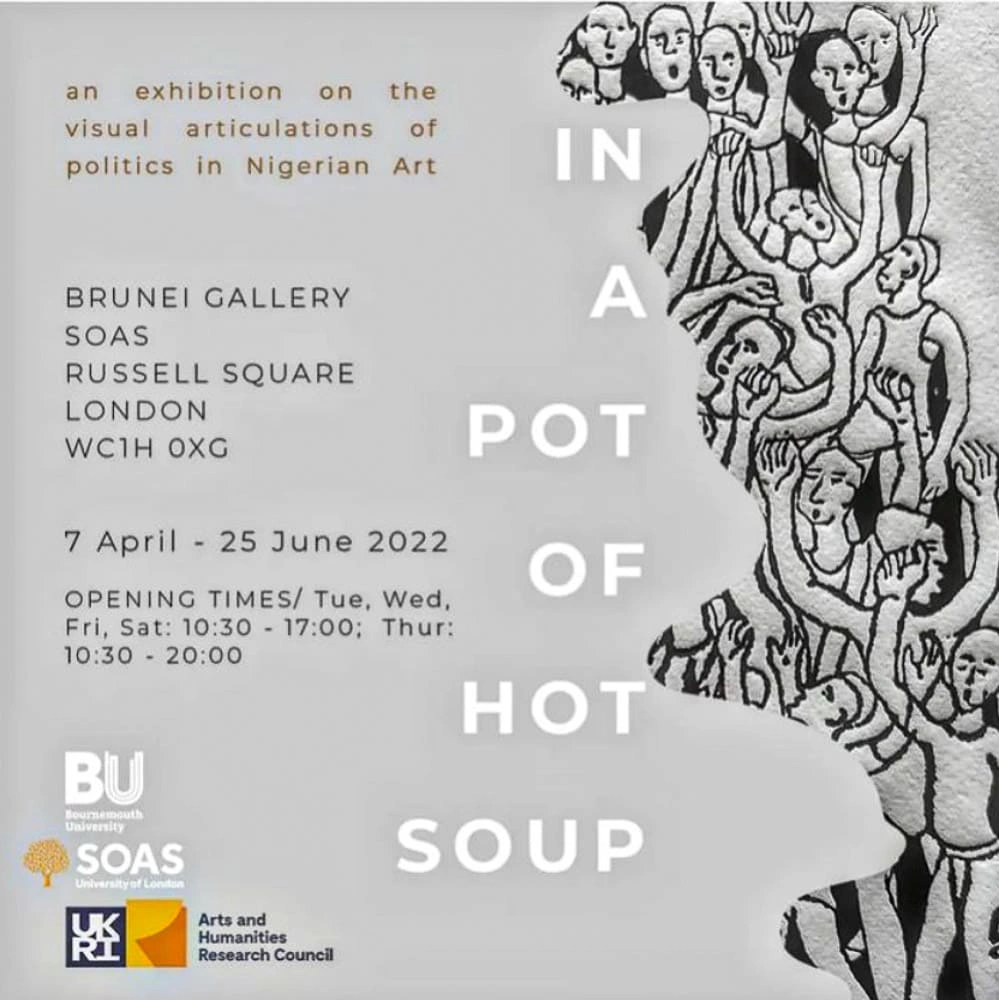 an exhibition on the
visual articulations of
politics in Nigerian Art
BRUNEI GALLERY
SOAS
RUSSELL SQUARE
LONDON
WC1H 0XG
7 April - 25 June 2022
OPENING TIMES/ Tue, Wed,
Fri, Sat: 10:30 - 17:00; Thur:
10:30 - 20:00
IN
A
POT
OF
HOT
SOUP
BU
Bournemouth
University
SOAS
University of London
UK
RI
Arts and
Humanities
Research Council